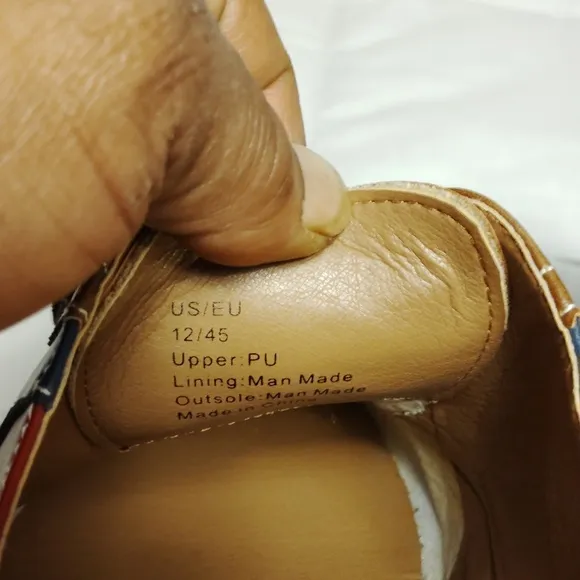 US/EU
12/45
Upper:PU
Lining:Man Made
Outsole:Man Made
Made in China